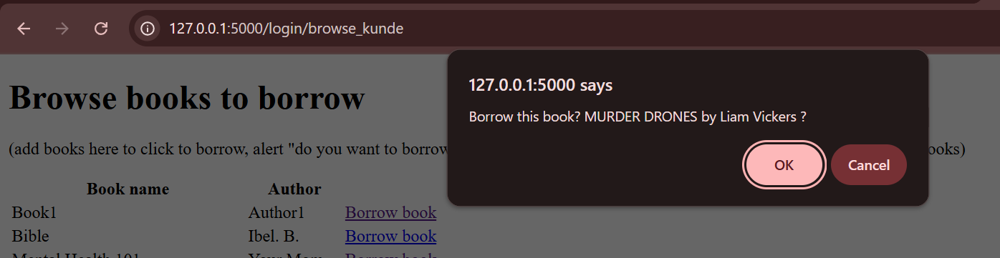 127.0.0.1:5000/login/browse_kunde
127.0.0.1:5000 says
Borrow this book? MURDER DRONES by Liam Vickers ?
OK Cancel
Browse books to borrow
(add books here to click to borrow, alert "do you want to borrow ooks)
Book name Author
Book1 Author1 Borrow book
Bible Ibel. B. Borrow book
Mental Health 101 Your Mom Borrow book